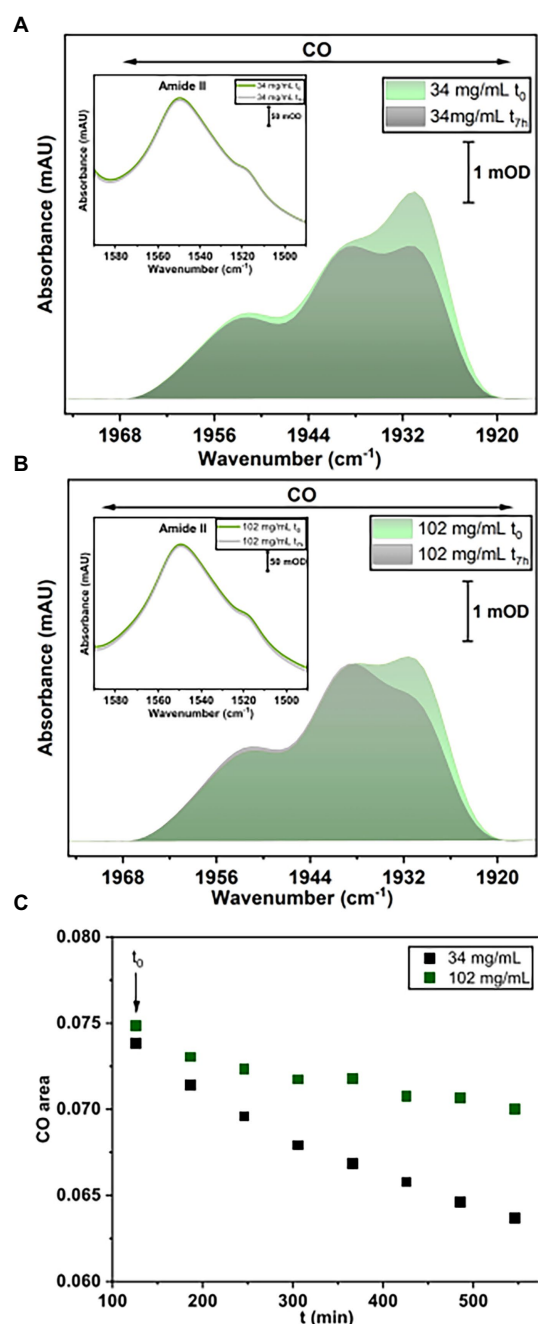 A
CO
Amide II
34 mg/mL t0
34 mg/mL t7h
50 mOD
Absorbance (mAU)
1580 1560 1540 1520 1500
Wavenumber (cm-1)
34 mg/mL t0
34mg/mL t7h
1 mOD
Absorbance (mAU)
1968 1956 1944 1932 1920
Wavenumber (cm-1)
B
CO
Amide II
102 mg/mL t0
102 mg/mL t7h
50 mOD
Absorbance (mAU)
1580 1560 1540 1520 1500
Wavenumber (cm-1)
102 mg/mL t0
102 mg/mL t7h
1 mOD
Absorbance (mAU)
1968 1956 1944 1932 1920
Wavenumber (cm-1)
C
0.080
0.075
0.070
0.065
0.060
CO area
t0
34 mg/mL
102 mg/mL
100 200 300 400 500
t (min)